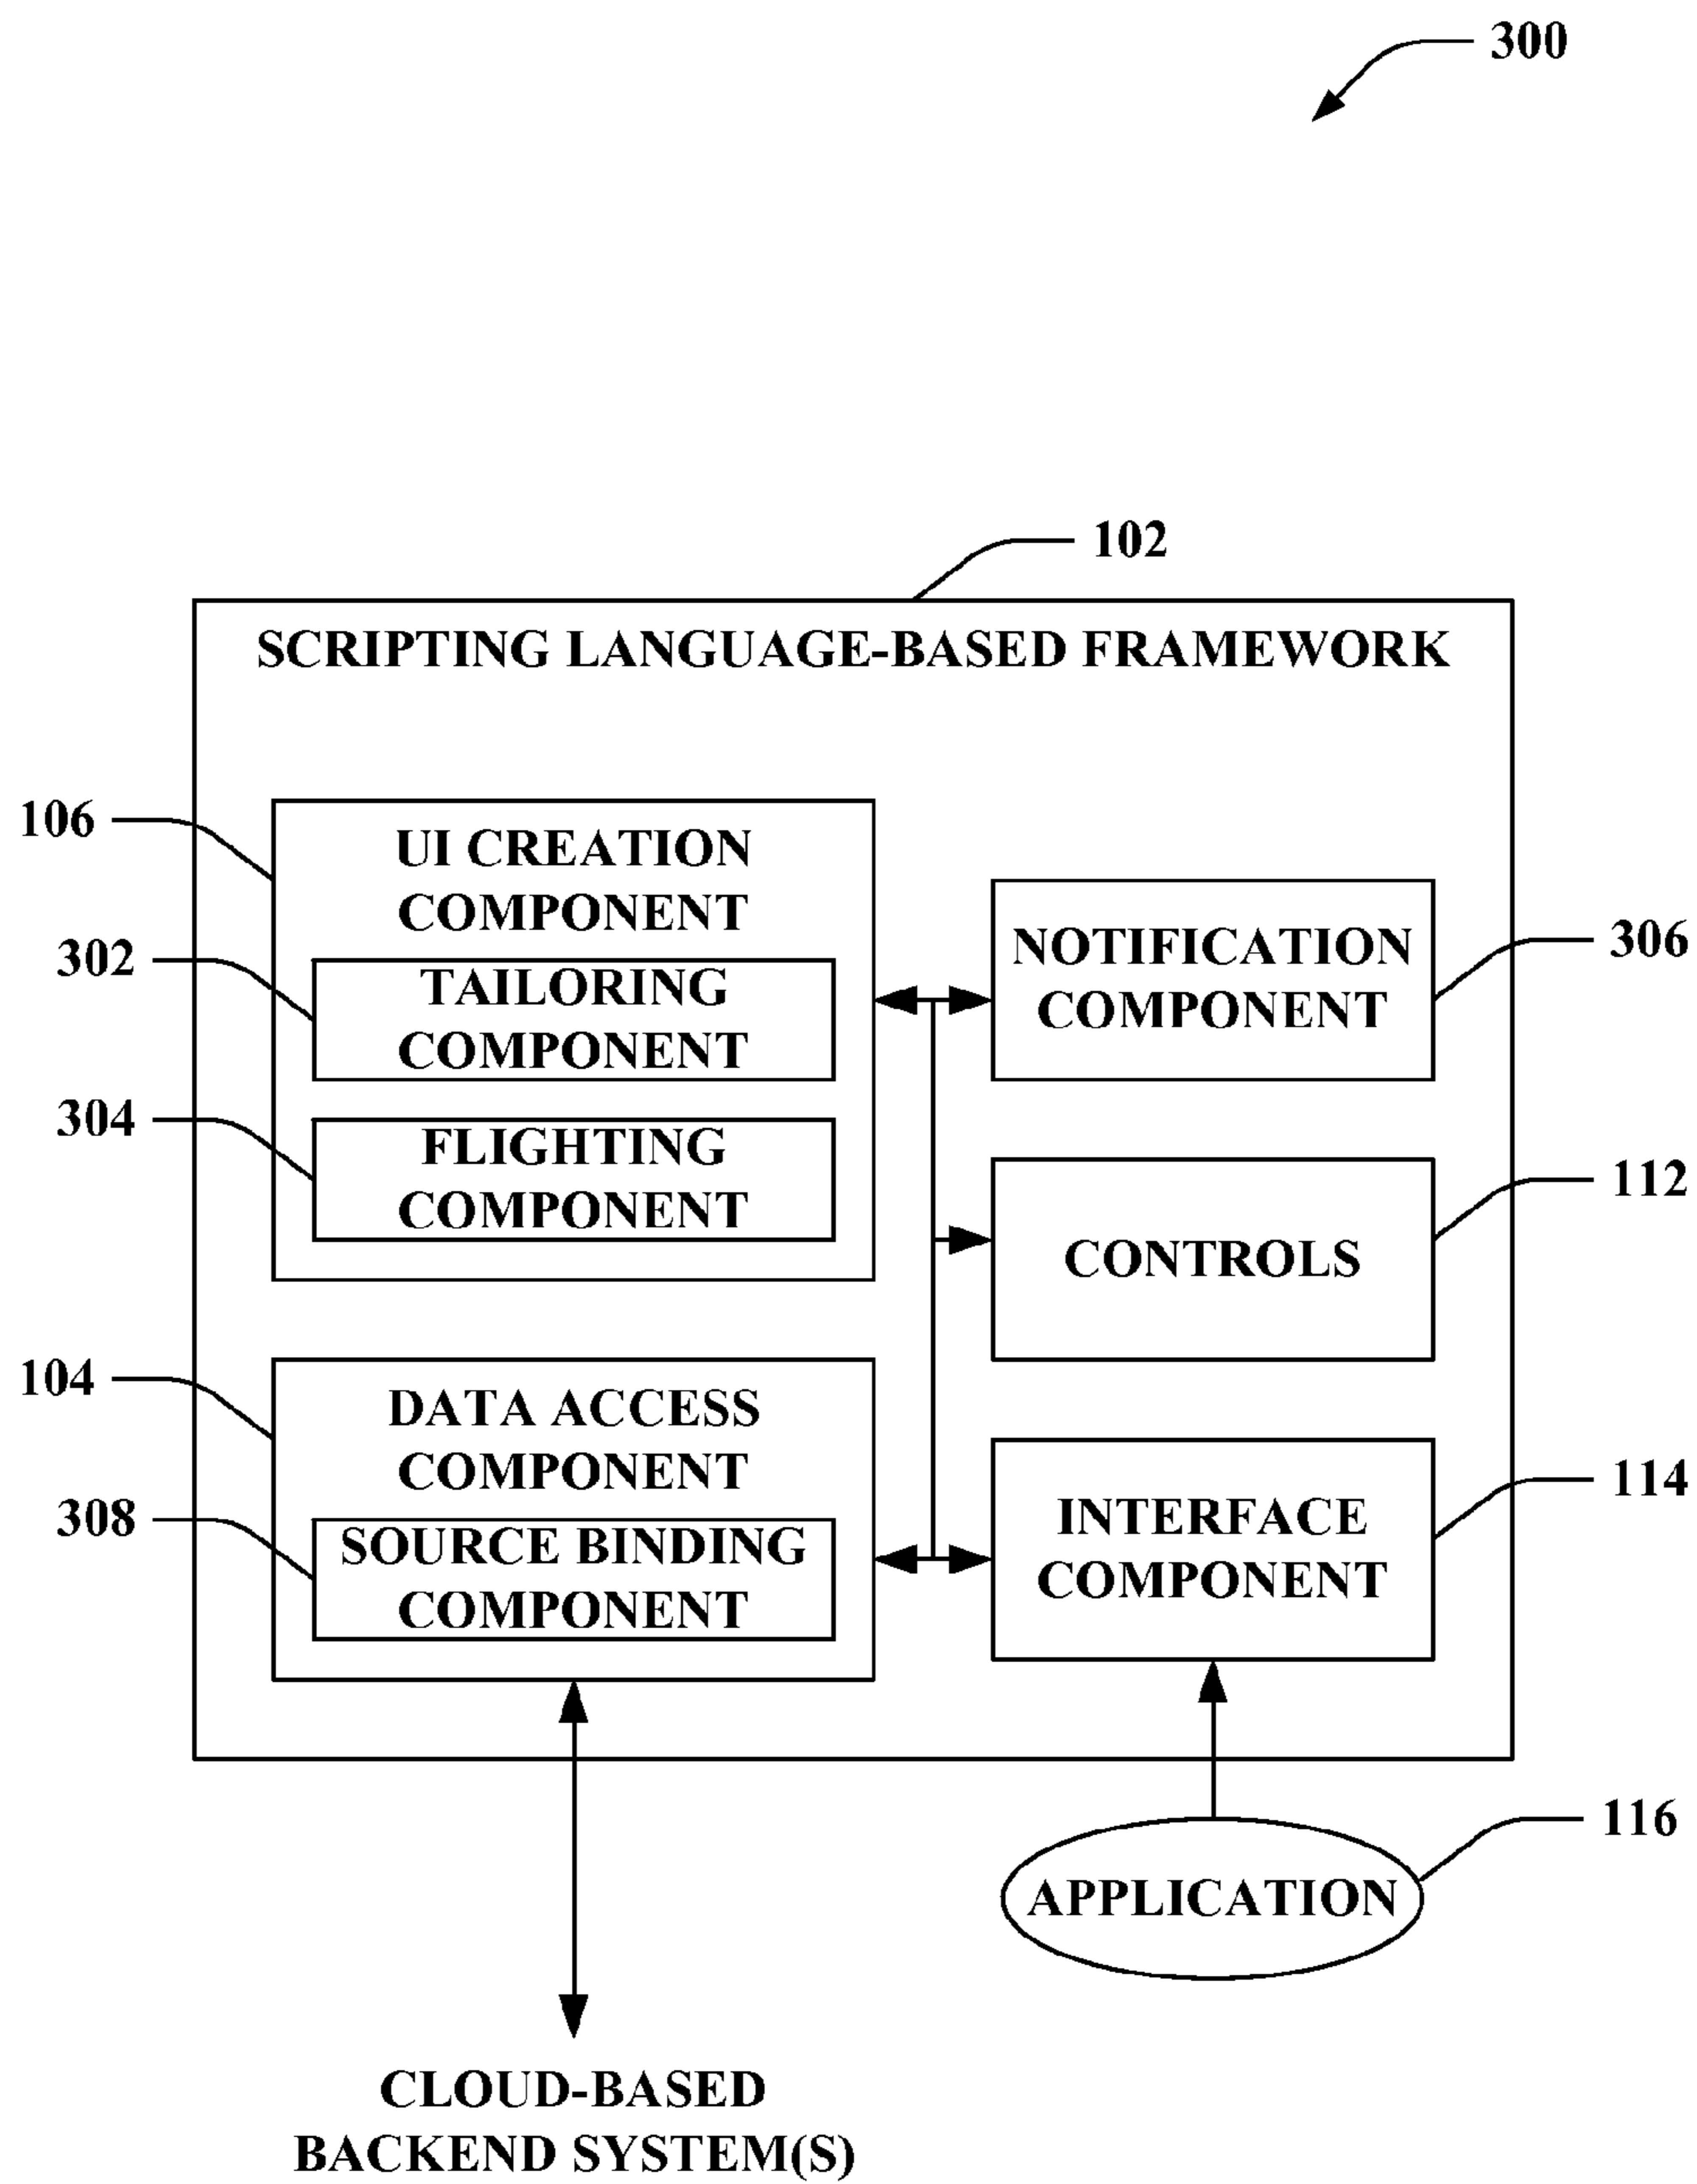 300
102
SCRIPTING LANGUAGE-BASED FRAMEWORK
106
UI CREATION
COMPONENT
302
TAILORING
COMPONENT
304
FLIGHTING
COMPONENT
NOTIFICATION
COMPONENT
306
CONTROLS
112
104
DATA ACCESS
COMPONENT
308
SOURCE BINDING
COMPONENT
INTERFACE
COMPONENT
114
APPLICATION
116
CLOUD-BASED
BACKEND SYSTEM(S)